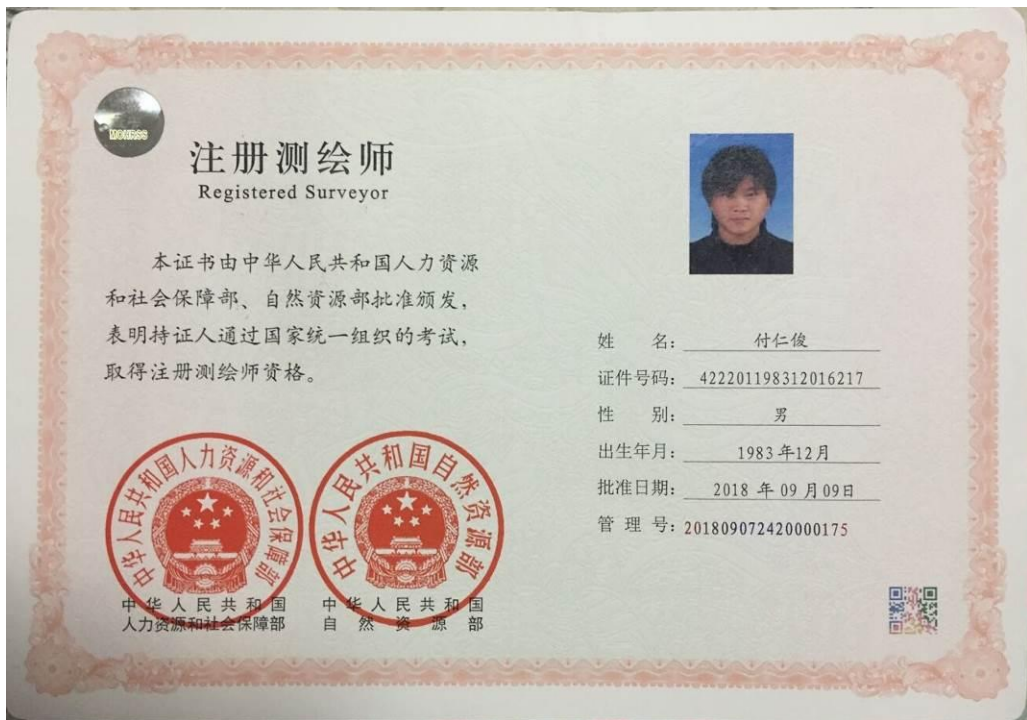 MOHRSS
注册测绘师
Registered Surveyor
本证书由中华人民共和国人力资源
和社会保障部、自然资源部批准颁发，
表明持证人通过国家统一组织的考试，
取得注册测绘师资格。
中华人民共和国人力资源和社会保障部
中华人民共和国自然资源部
中华人民共和国
人力资源和社会保障部
中华人民共和国
自然资源部
姓 名：付仁俊
证件号码：422201198312016217
性 别：男
出生年月：1983年12月
批准日期：2018 年 09 月 09日
管 理 号：201809072420000175